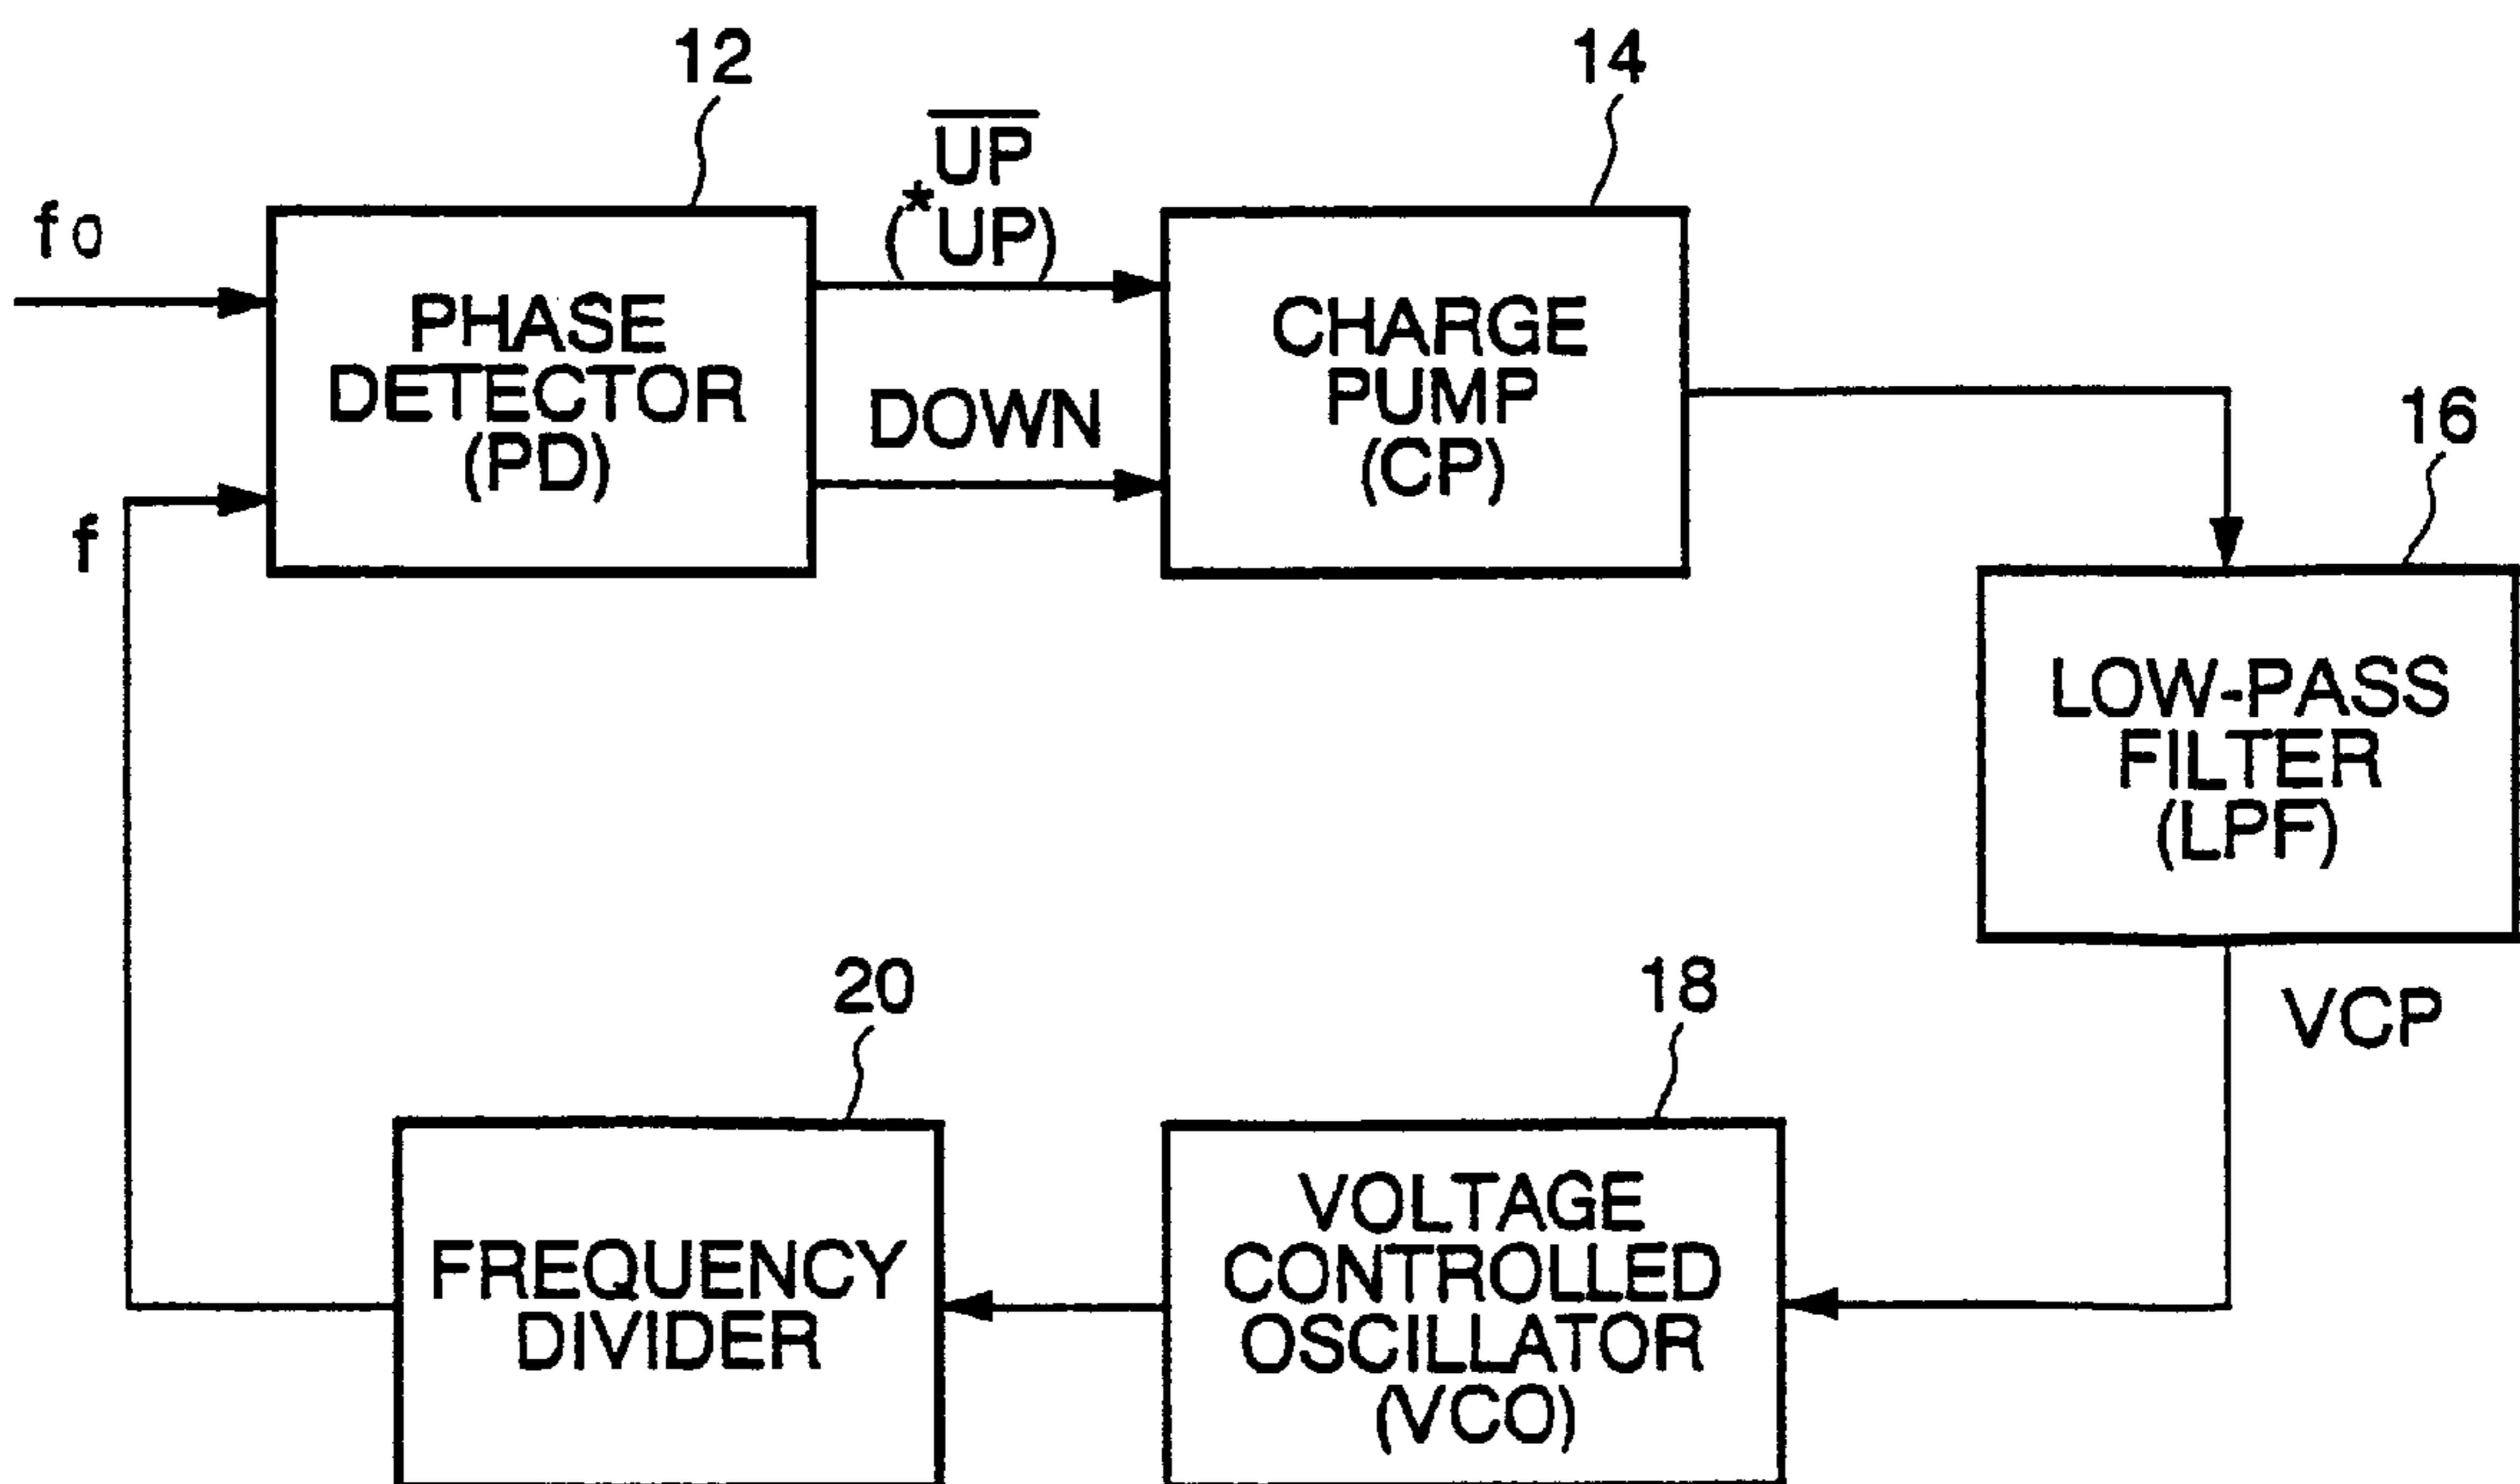 12
14
U̅P̅
(*UP)
fo
PHASE
DETECTOR
(PD)
DOWN
CHARGE
PUMP
(CP)
f
16
LOW-PASS
FILTER
(LPF)
VCP
20
18
FREQUENCY
DIVIDER
VOLTAGE
CONTROLLED
OSCILLATOR
(VCO)